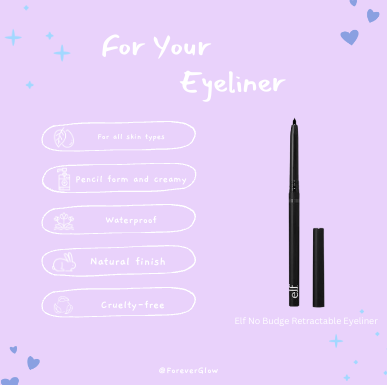 For Your
Eyeliner
For all skin types
Pencil form and creamy
Waterproof
Natural finish
Cruelty-free
elf
Elf No Budge Retractable Eyeliner
@ForeverGlow